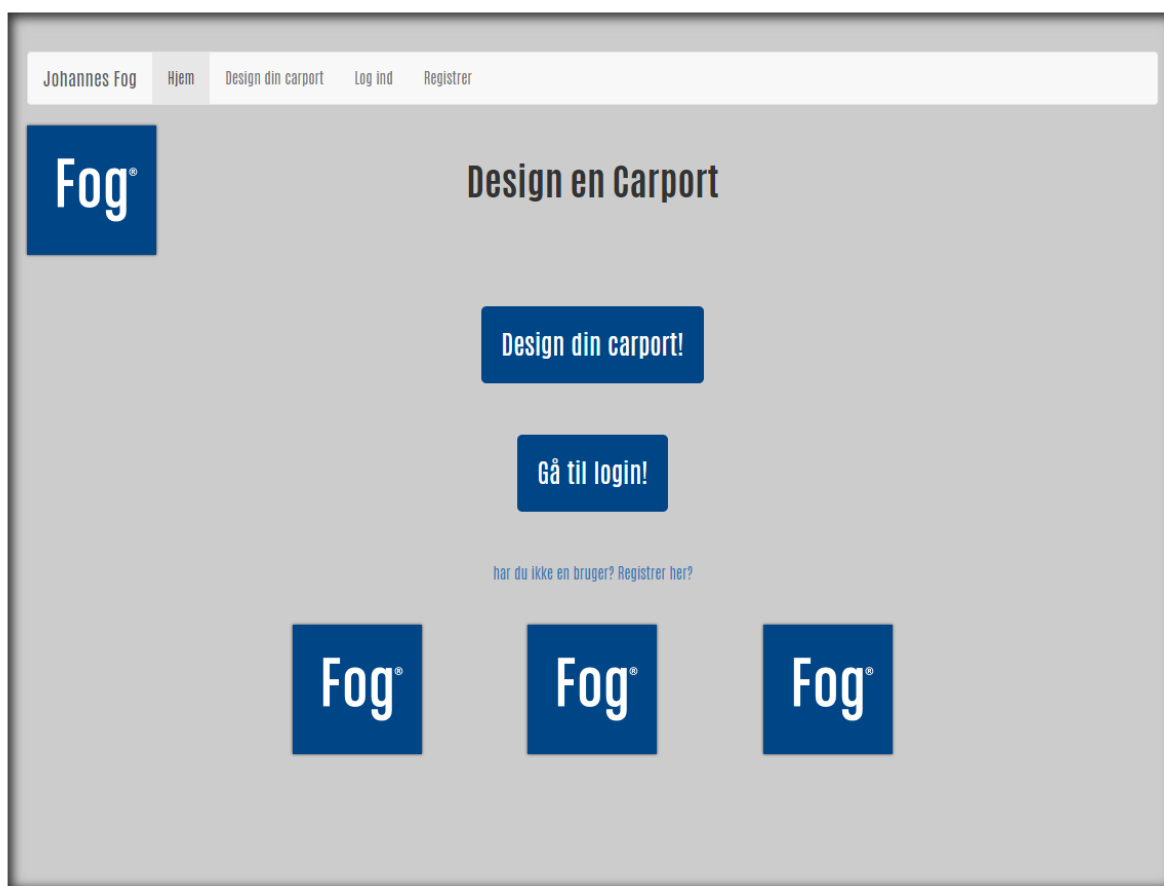 Johannes Fog Hjem Design din carport Log ind Registrer
Fog®
Design en Carport
Design din carport!
Gå til login!
har du ikke en bruger? Registrer her?
Fog® Fog® Fog®